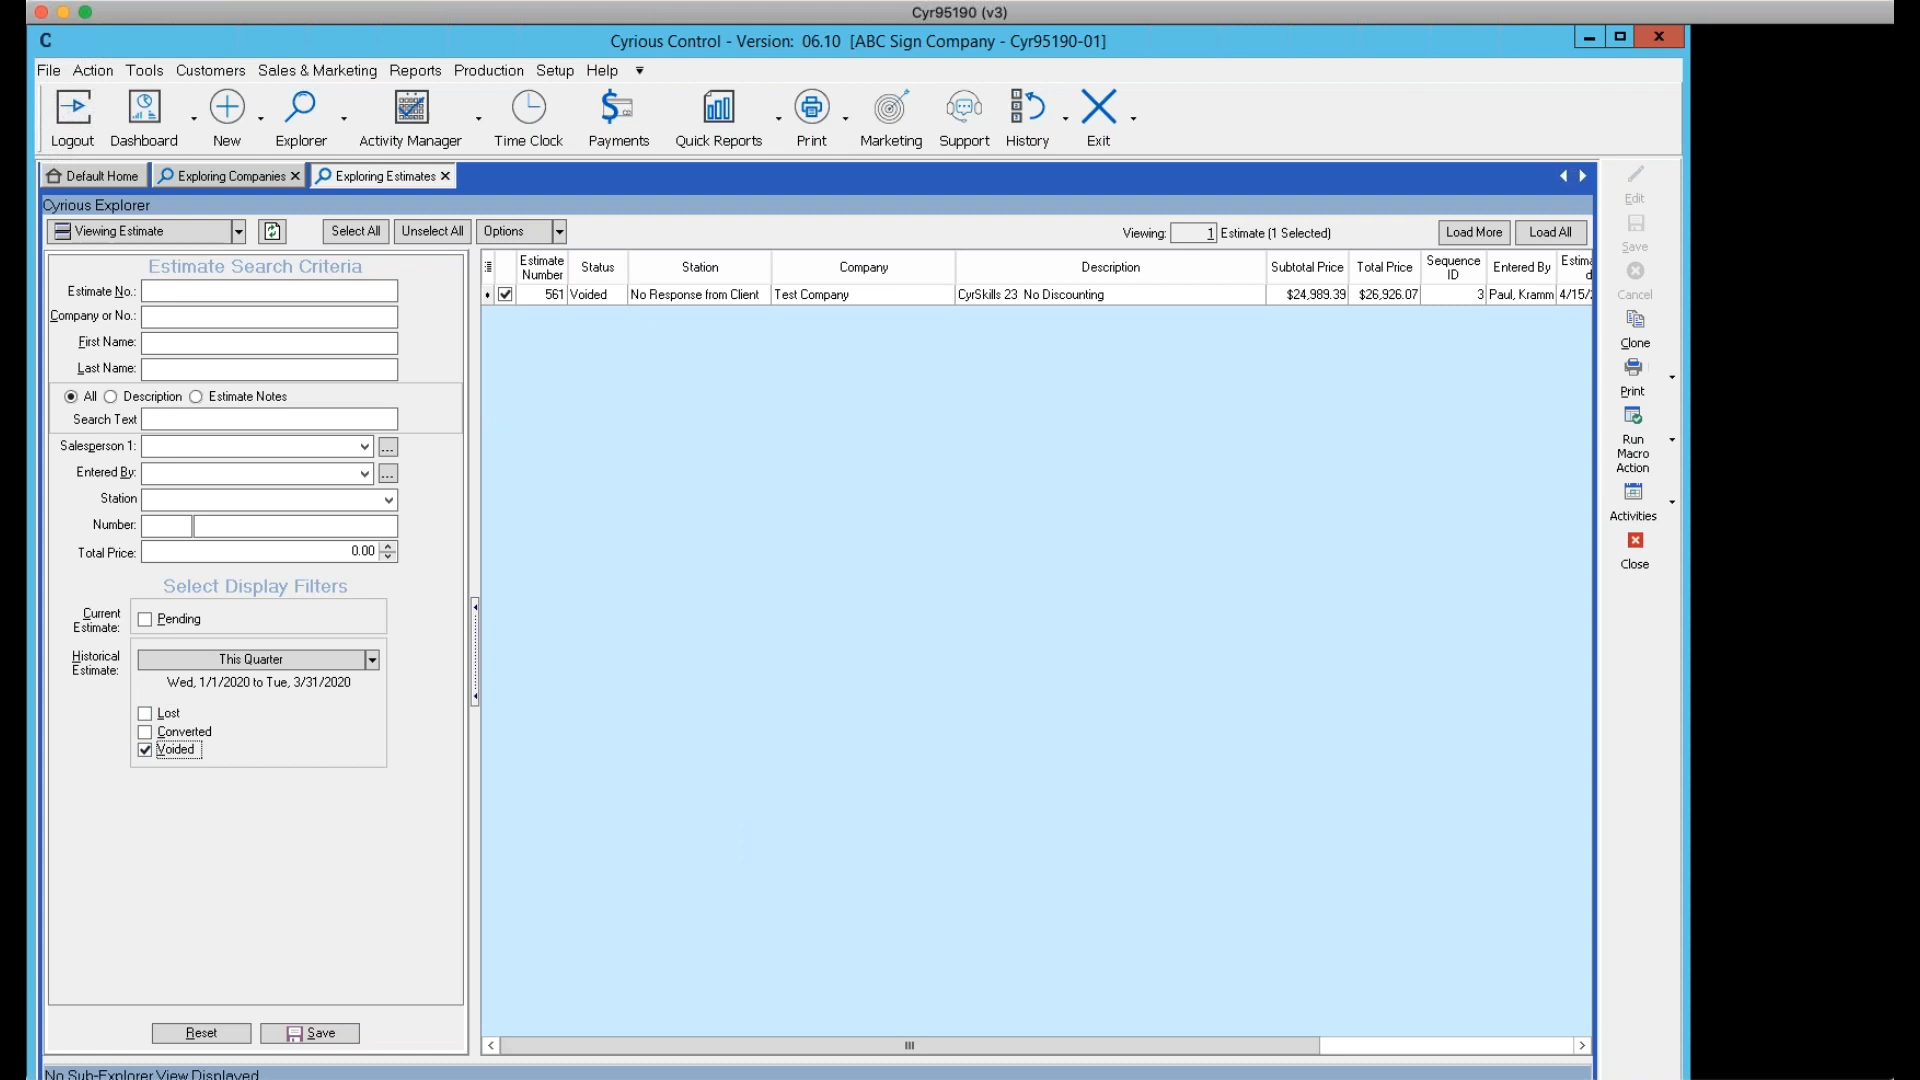 Cyr95190 (v3)
C
Cyrious Control - Version: 06.10 [ABC Sign Company - Cyr95190-01]
File Action Tools Customers Sales & Marketing Reports Production Setup Help
Logout Dashboard New Explorer Activity Manager Time Clock Payments Quick Reports Print Marketing Support History Exit
Default Home Exploring Companies Exploring Estimates
Cyrious Explorer
Viewing Estimate Select All Unselect All Options Viewing: 1 Estimate (1 Selected) Load More Load All
Estimate Search Criteria
Estimate No.:
Company or No.:
First Name:
Last Name:
All Description Estimate Notes
Search Text
Salesperson 1: ...
Entered By: ...
Station
Number:
Total Price: 0.00
Select Display Filters
Current
Estimate:
Pending
Historical
Estimate:
This Quarter
Wed, 1/1/2020 to Tue, 3/31/2020
Lost
Converted
Voided
Reset Save
Estimate Number Status Station Company Description Subtotal Price Total Price Sequence ID Entered By
561 Voided No Response from Client Test Company CyrSkills 23 No Discounting $24,989.39 $26,926.07 3 Paul, Kramm 4/15/
Edit
Save
Cancel
Clone
Print
Run
Macro
Action
Activities
Close
No Sub-Explorer View Displayed